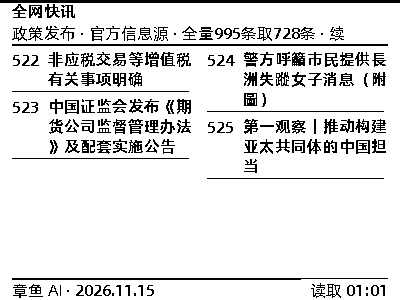 全网快讯
政策发布 · 官方信息源 · 全量995条取728条 · 续
522 非应税交易等增值税
有关事项明确
523 中国证监会发布《期
货公司监督管理办法
》及配套实施公告
524 警方呼籲市民提供長
洲失蹤女子消息（附
圖）
525 第一观察｜推动构建
亚太共同体的中国担
当
章鱼 AI · 2026.11.15
读取 01:01